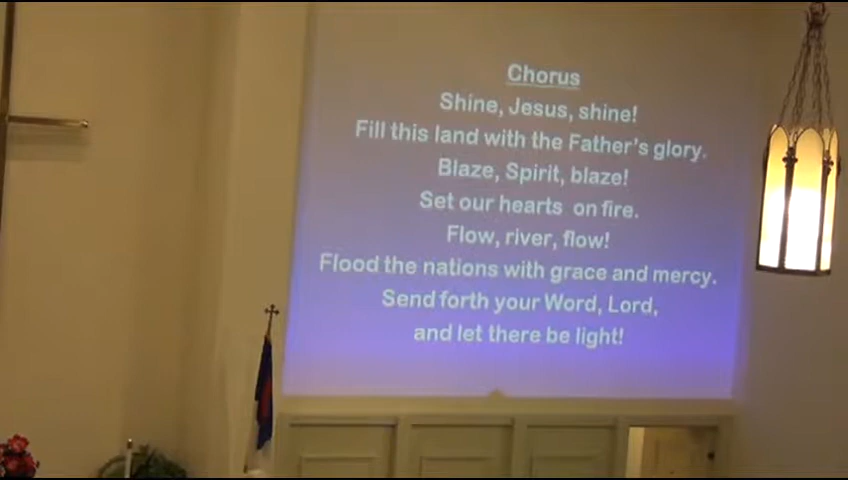 Chorus
Shine, Jesus, shine!
Fill this land with the Father's glory.
Blaze, Spirit, blaze!
Set our hearts on fire.
Flow, river, flow!
Flood the nations with grace and mercy.
Send forth your Word, Lord,
and let there be light!